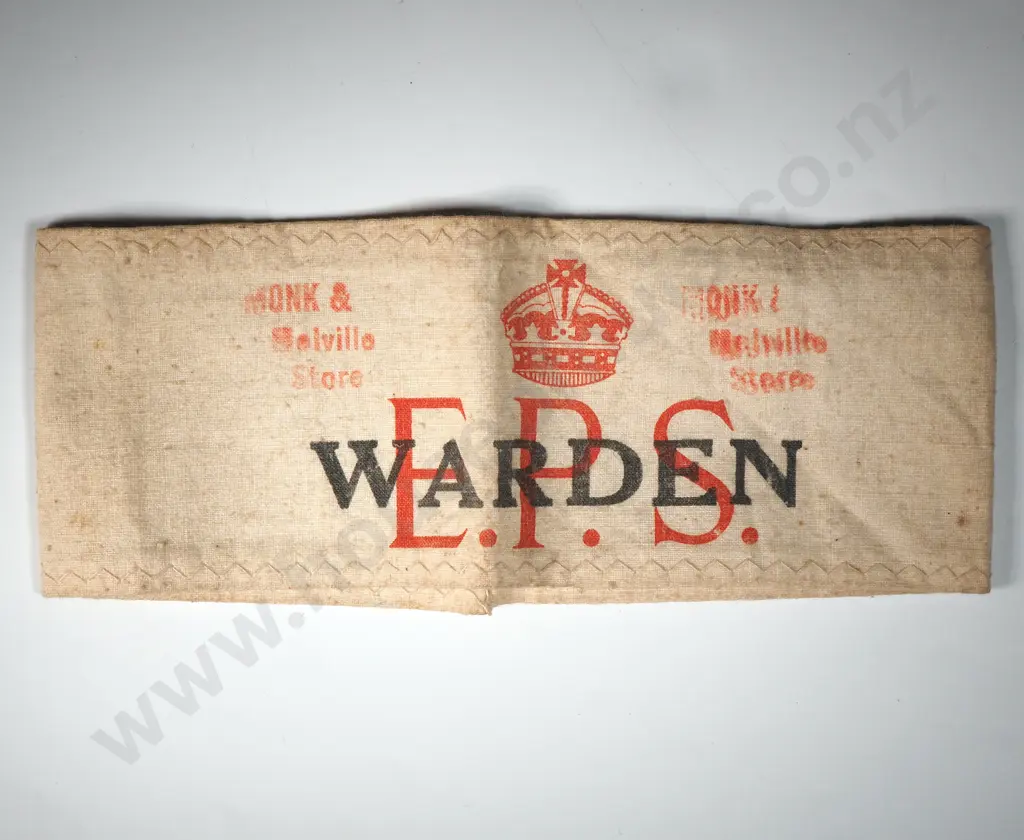 MONK &
Melville
Store
MONK &
Melville
Store
E.P.S.
WARDEN